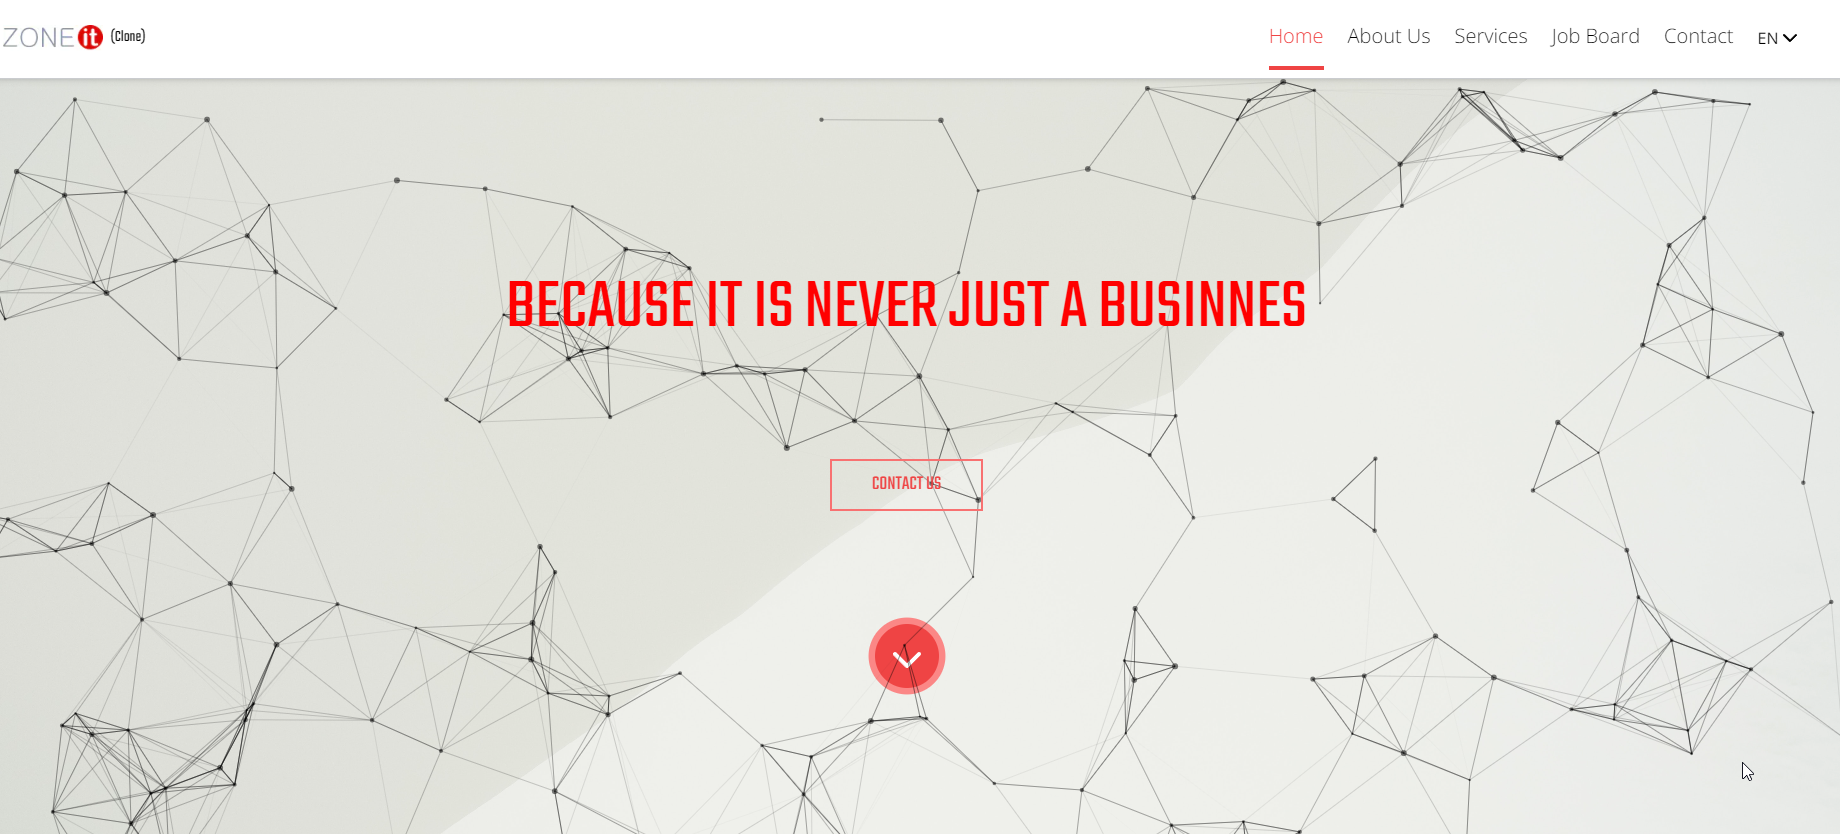 ZONE it (Clone)
Home About Us Services Job Board Contact EN
BECAUSE IT IS NEVER JUST A BUSINNES
CONTACT US